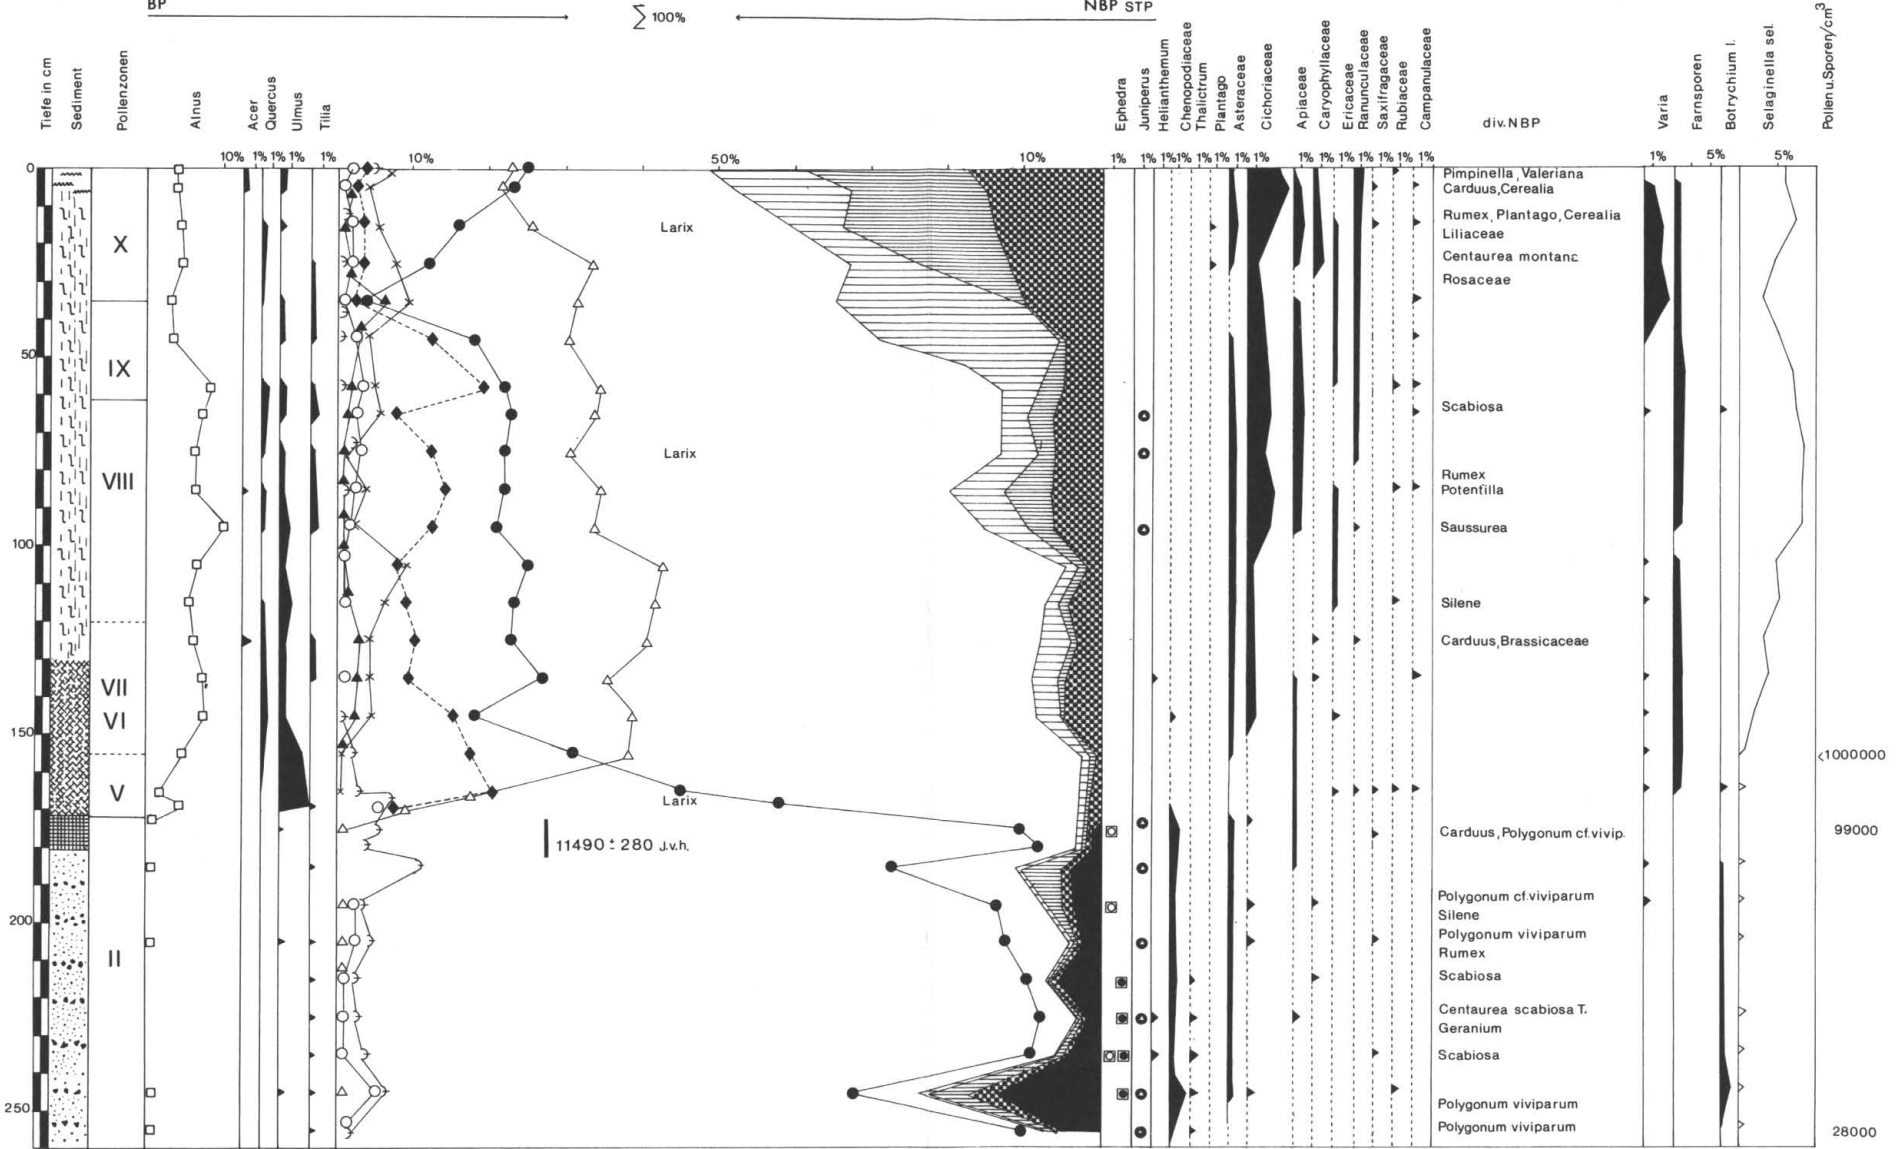 BP
∑ 100%
NBP STP
Tiefe in cm
Sediment
Pollenzonen
Alnus
Acer
Quercus
Ulmus
Tilia
Ephedra
Juniperus
Helianthemum
Chenopodiaceae
Thalictrum
Plantago
Asteraceae
Cichoriaceae
Apiaceae
Caryophyllaceae
Ericaceae
Ranunculaceae
Saxifragaceae
Rubiaceae
Campanulaceae
div. NBP
Varia
Farnsporen
Botrychium l.
Selaginella sel.
Pollen u. Sporen/cm³
10% 1% 1% 1% 1% 10% 50% 10% 1% 1% 1% 1% 1% 1% 1% 1% 1% 1% 1% 1% 1% 1% 1% 1% 5% 5%
0
Pimpinella, Valeriana
Carduus, Cerealia
Rumex, Plantago, Cerealia
Larix
Liliaceae
X
Centaurea montana
Rosaceae
50
IX
Scabiosa
Larix
VIII
Rumex
Potentilla
Saussurea
100
Silene
Carduus, Brassicaceae
VII
VI
150
<1000000
V
Larix
99000
Carduus, Polygonum cf. vivip.
11490 ± 280 J.v.h.
Polygonum cf. viviparum
Silene
200
Polygonum viviparum
Rumex
II
Scabiosa
Centaurea scabiosa T.
Geranium
Scabiosa
250
Polygonum viviparum
Polygonum viviparum
28000